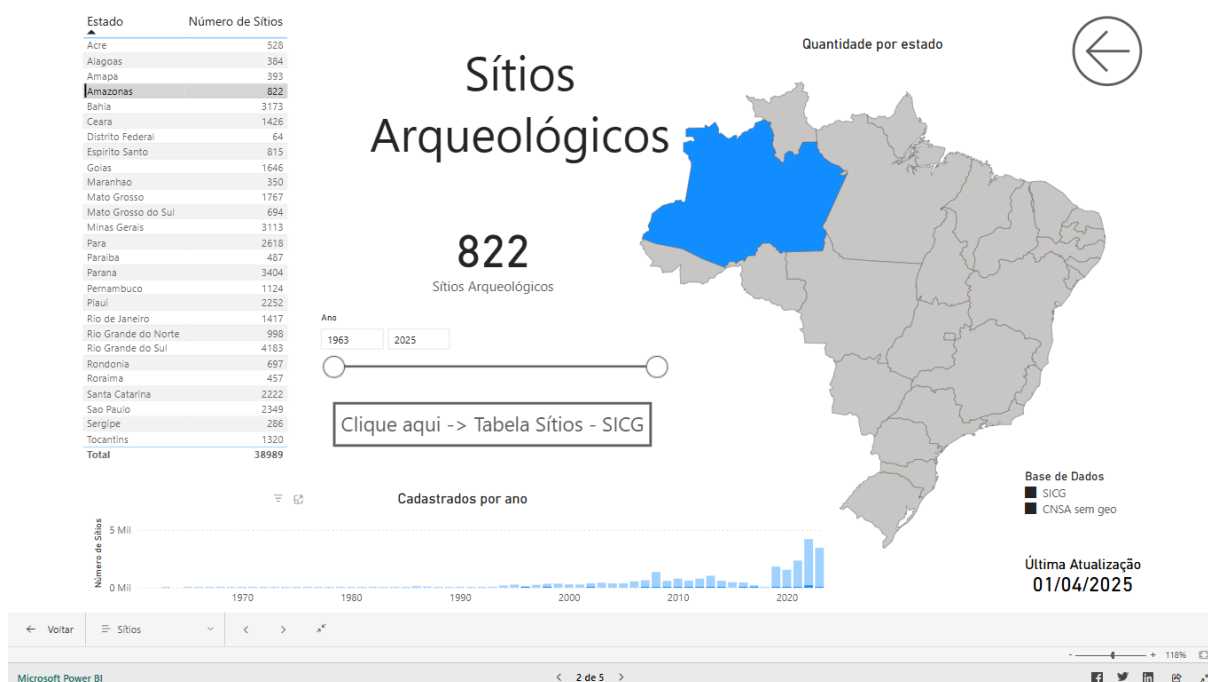 Estado Número de Sítios
Acre 528
Alagoas 384
Amapa 393
Amazonas 822
Bahia 3173
Ceara 1426
Distrito Federal 64
Espirito Santo 815
Goias 1646
Maranhao 350
Mato Grosso 1767
Mato Grosso do Sul 694
Minas Gerais 3113
Para 2618
Paraiba 487
Parana 3404
Pernambuco 1124
Piaui 2252
Rio de Janeiro 1417
Rio Grande do Norte 998
Rio Grande do Sul 4183
Rondonia 697
Roraima 457
Santa Catarina 2222
Sao Paulo 2349
Sergipe 286
Tocantins 1320
Total 38989
Sítios
Arqueológicos
822
Sítios Arqueológicos
Ano
1963 2025
Clique aqui -> Tabela Sítios - SICG
Quantidade por estado
Base de Dados
SICG
CNSA sem geo
Última Atualização
01/04/2025
Cadastrados por ano
Número de Sítios
5 Mil
0 Mil
1970 1980 1990 2000 2010 2020
Voltar Sítios
- + 118%
Microsoft Power BI 2 de 5